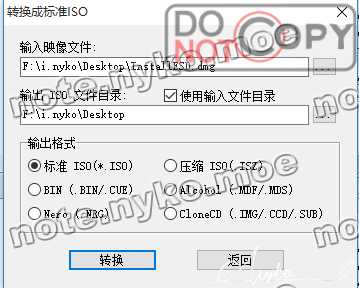 转换成标准ISO
DO NOT COPY
输入映像文件:
F:\i.nyko\Desktop\InstallESD.dmg
...
输出 ISO 文件目录:
使用输入文件目录
F:\i.nyko\Desktop
...
输出格式
标准 ISO(*.ISO)
压缩 ISO(.ISZ)
BIN (.BIN/.CUE)
Alcohol (.MDF/.MDS)
Nero (.NRG)
CloneCD (.IMG/.CCD/.SUB)
转换
返回
note.nyko.moe
note.nyko.moe
note.nyko.moe